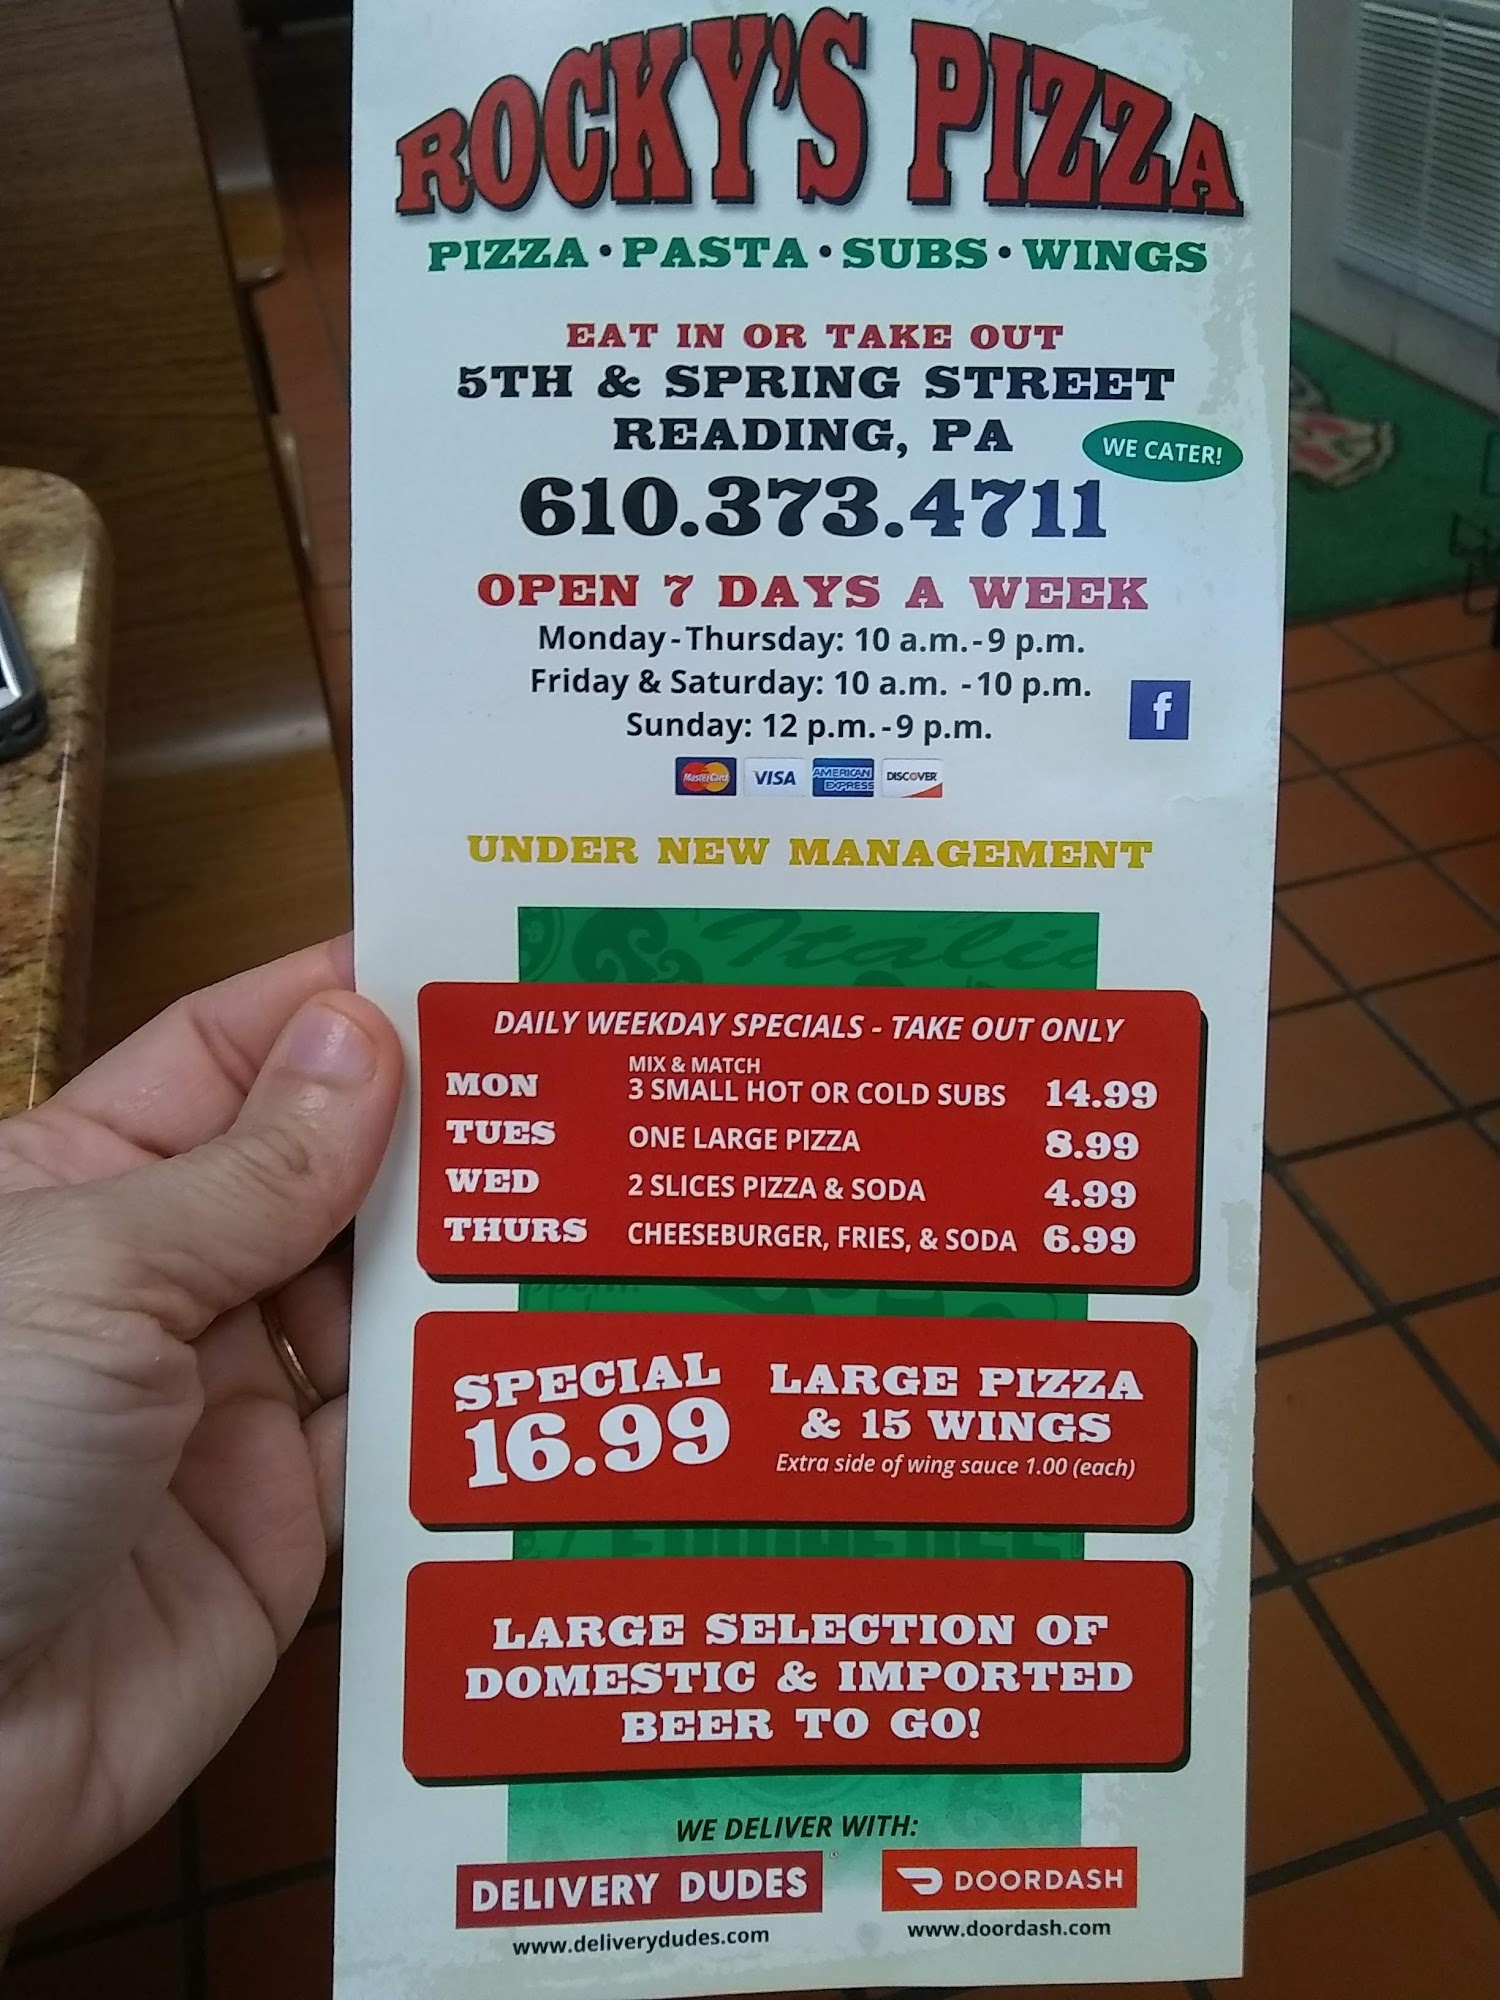 ROCKY'S PIZZA
PIZZA • PASTA • SUBS • WINGS
EAT IN OR TAKE OUT
5TH & SPRING STREET
READING, PA
WE CATER!
610.373.4711
OPEN 7 DAYS A WEEK
Monday-Thursday: 10 a.m.-9 p.m.
Friday & Saturday: 10 a.m. -10 p.m.
Sunday: 12 p.m.-9 p.m.
f
MasterCard VISA AMERICAN EXPRESS DISCOVER
UNDER NEW MANAGEMENT
DAILY WEEKDAY SPECIALS - TAKE OUT ONLY
MIX & MATCH
MON 3 SMALL HOT OR COLD SUBS 14.99
TUES ONE LARGE PIZZA 8.99
WED 2 SLICES PIZZA & SODA 4.99
THURS CHEESEBURGER, FRIES, & SODA 6.99
SPECIAL
16.99
LARGE PIZZA
& 15 WINGS
Extra side of wing sauce 1.00 (each)
LARGE SELECTION OF
DOMESTIC & IMPORTED
BEER TO GO!
WE DELIVER WITH:
DELIVERY DUDES
www.deliverydudes.com
DOORDASH
www.doordash.com